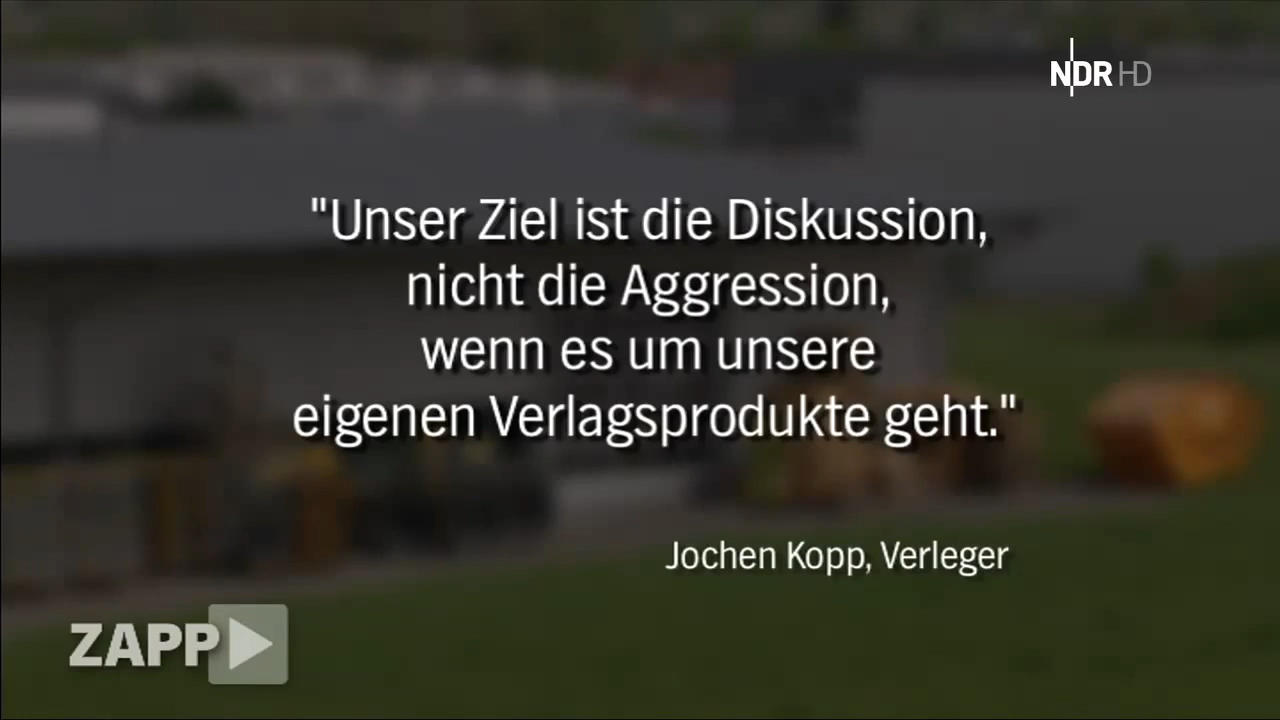 NDR HD
"Unser Ziel ist die Diskussion,
nicht die Aggression,
wenn es um unsere
eigenen Verlagsprodukte geht."
Jochen Kopp, Verleger
ZAPP